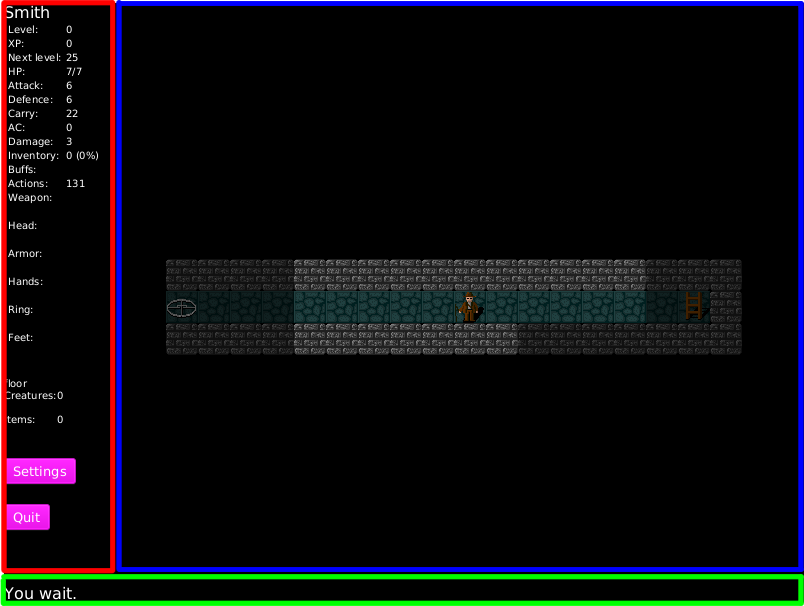 Smith
Level: 0
XP: 0
Next level: 25
HP: 7/7
Attack: 6
Defence: 6
Carry: 22
AC: 0
Damage: 3
Inventory: 0 (0%)
Buffs:
Actions: 131
Weapon:
Head:
Armor:
Hands:
Ring:
Feet:
loor
Creatures:0
tems: 0
Settings
Quit
You wait.